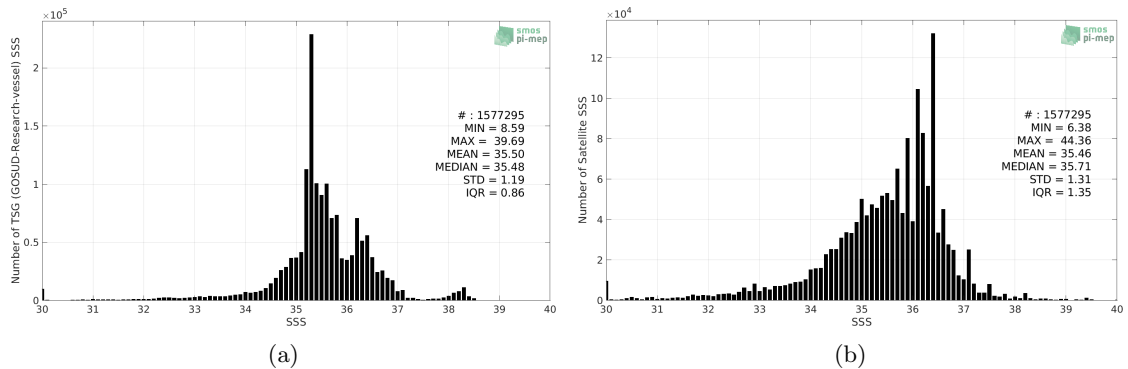 ×10⁵
smos
pi-mep
Number of TSG (GOSUD-Research-vessel) SSS
2
1.5
1
0.5
0
# : 1577295
MIN = 8.59
MAX = 39.69
MEAN = 35.50
MEDIAN = 35.48
STD = 1.19
IQR = 0.86
30 31 32 33 34 35 36 37 38 39 40
SSS
(a)
×10⁴
smos
pi-mep
Number of Satellite SSS
12
10
8
6
4
2
0
# : 1577295
MIN = 6.38
MAX = 44.36
MEAN = 35.46
MEDIAN = 35.71
STD = 1.31
IQR = 1.35
30 31 32 33 34 35 36 37 38 39 40
SSS
(b)